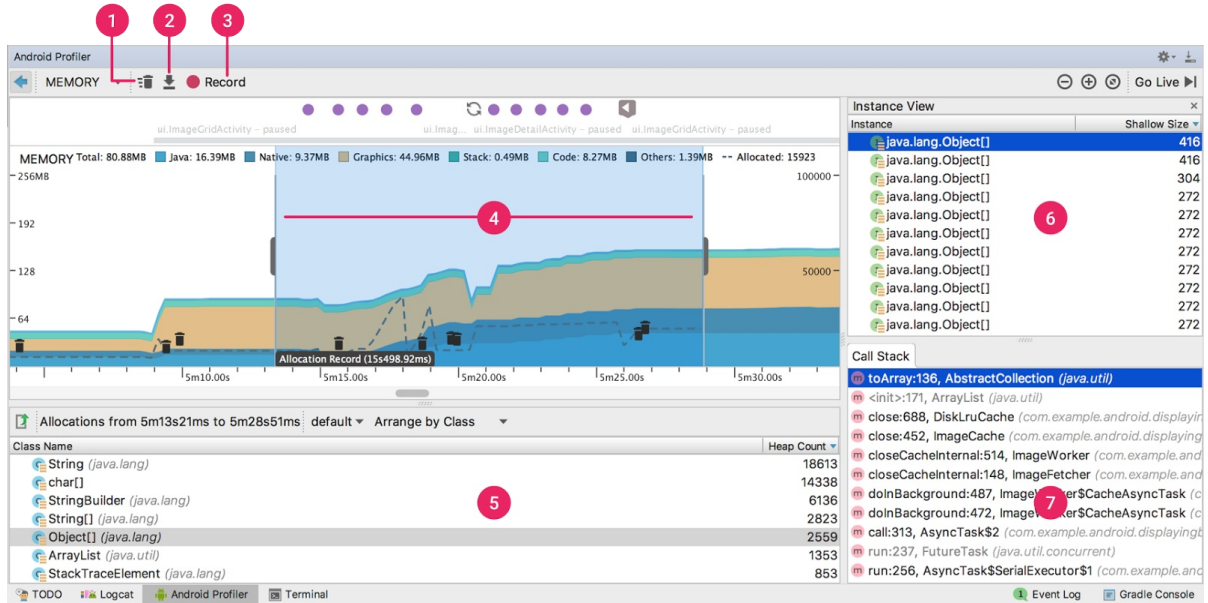 1 2 3
Android Profiler
MEMORY Record Go Live
ui.ImageGridActivity – paused ui.Imag... ui.ImageDetailActivity – paused ui.ImageGridActivity – paused
MEMORY Total: 80.88MB Java: 16.39MB Native: 9.37MB Graphics: 44.96MB Stack: 0.49MB Code: 8.27MB Others: 1.39MB Allocated: 15923
256MB 100000
192
4
128 50000
64
Allocation Record (15s498.92ms)
5m10.00s 5m15.00s 5m20.00s 5m25.00s 5m30.00s
Allocations from 5m13s21ms to 5m28s51ms default Arrange by Class
Class Name Heap Count
String (java.lang) 18613
char[] 14338
StringBuilder (java.lang) 6136
5
String[] (java.lang) 2823
Object[] (java.lang) 2559
ArrayList (java.util) 1353
StackTraceElement (java.lang) 853
Instance View
Instance Shallow Size
java.lang.Object[] 416
java.lang.Object[] 416
java.lang.Object[] 304
java.lang.Object[] 272
java.lang.Object[] 272
6
java.lang.Object[] 272
java.lang.Object[] 272
java.lang.Object[] 272
java.lang.Object[] 272
java.lang.Object[] 272
java.lang.Object[] 272
Call Stack
toArray:136, AbstractCollection (java.util)
<init>:171, ArrayList (java.util)
close:688, DiskLruCache (com.example.android.displayin
close:452, ImageCache (com.example.android.displaying
closeCacheInternal:514, ImageWorker (com.example.and
closeCacheInternal:148, ImageFetcher (com.example.and
doInBackground:487, ImageWorker$CacheAsyncTask (c
7
doInBackground:472, ImageWorker$CacheAsyncTask (c
call:313, AsyncTask$2 (com.example.android.displayingb
run:237, FutureTask (java.util.concurrent)
run:256, AsyncTask$SerialExecutor$1 (com.example.and
TODO Logcat Android Profiler Terminal 1 Event Log Gradle Console